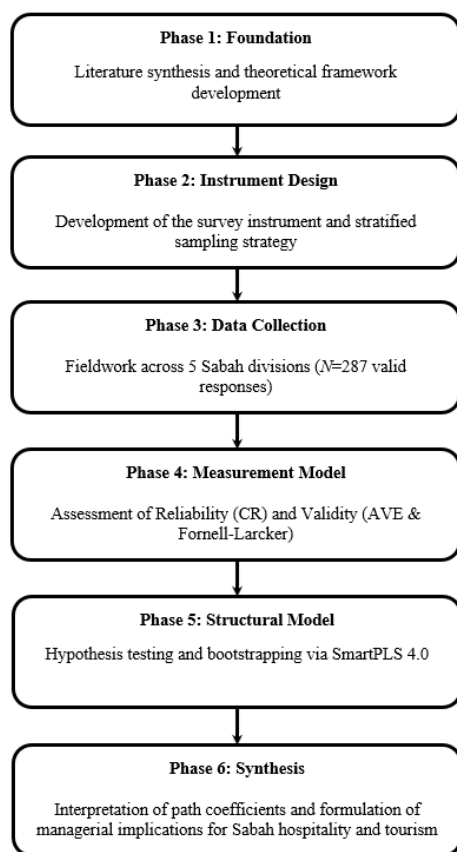 Phase 1: Foundation
Literature synthesis and theoretical framework
development
Phase 2: Instrument Design
Development of the survey instrument and stratified
sampling strategy
Phase 3: Data Collection
Fieldwork across 5 Sabah divisions (N=287 valid
responses)
Phase 4: Measurement Model
Assessment of Reliability (CR) and Validity (AVE &
Fornell-Larcker)
Phase 5: Structural Model
Hypothesis testing and bootstrapping via SmartPLS 4.0
Phase 6: Synthesis
Interpretation of path coefficients and formulation of
managerial implications for Sabah hospitality and tourism